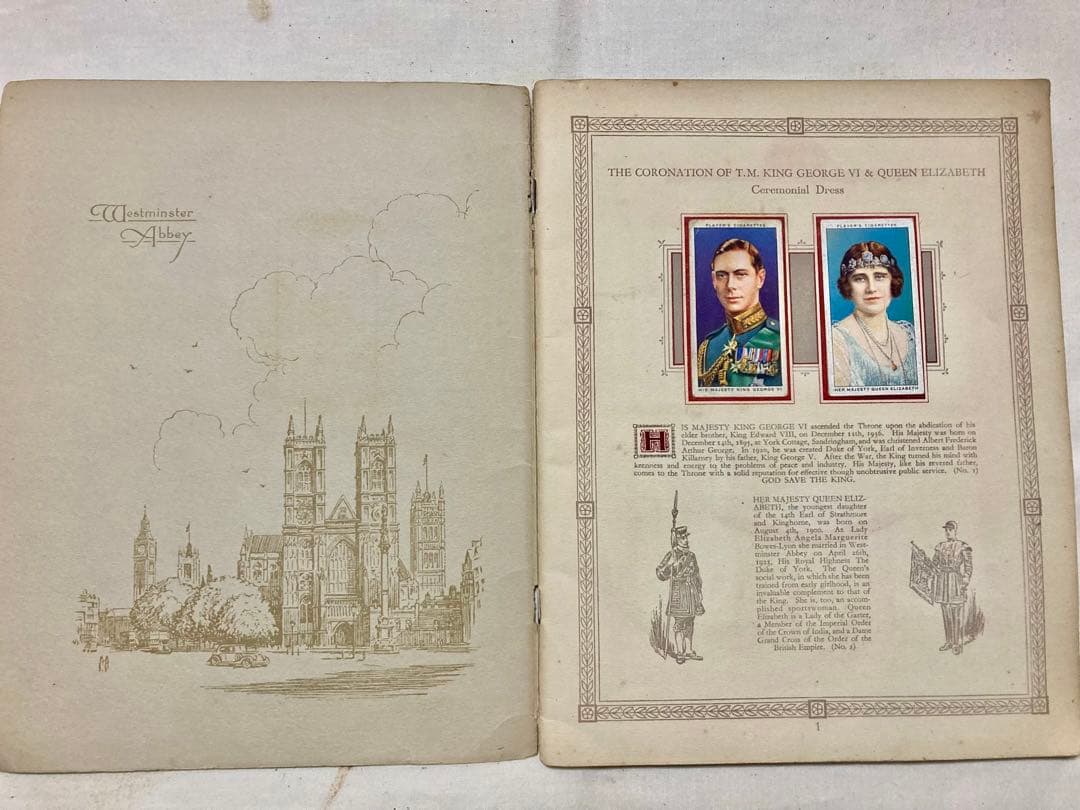 Westminster
Abbey
THE CORONATION OF T.M. KING GEORGE VI & QUEEN ELIZABETH
Ceremonial Dress
PLAYER'S CIGARETTES
HIS MAJESTY KING GEORGE VI
PLAYER'S CIGARETTES
HER MAJESTY QUEEN ELIZABETH
HIS MAJESTY KING GEORGE VI ascended the Throne upon the abdication of his
elder brother, King Edward VIII, on December 11th, 1936. His Majesty was born on
December 14th, 1895, at York Cottage, Sandringham, and was christened Albert Frederick
Arthur George. In 1920, he was created Duke of York, Earl of Inverness and Baron
Killarney by his father, King George V. After the War, the King turned his mind with
keenness and energy to the problems of peace and industry. His Majesty, like his revered father,
comes to the Throne with a solid reputation for effective though unobtrusive public service. (No. 1)
GOD SAVE THE KING.
HER MAJESTY QUEEN ELIZ-
ABETH, the youngest daughter
of the 14th Earl of Strathmore
and Kinghorne, was born on
August 4th, 1900. As Lady
Elizabeth Angela Marguerite
Bowes-Lyon she married in West-
minster Abbey on April 26th,
1923, His Royal Highness The
Duke of York. The Queen's
social work, in which she has been
trained from early girlhood, is an
invaluable complement to that of
the King. She is, too, an accom-
plished sportswoman. Queen
Elizabeth is a Lady of the Garter,
a Member of the Imperial Order
of the Crown of India, and a Dame
Grand Cross of the Order of the
British Empire. (No. 2)
1